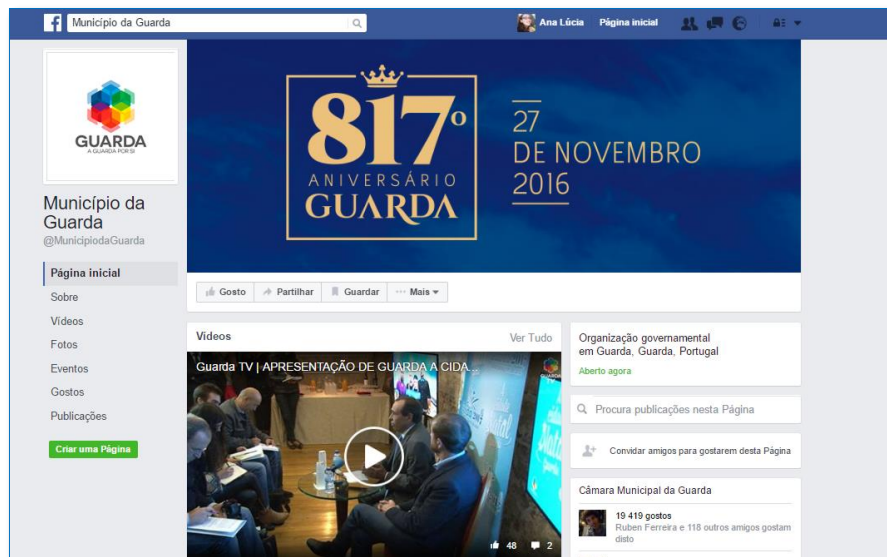 Município da Guarda
Ana Lúcia
Página inicial
GUARDA
A GUARDA POR SI
Município da
Guarda
@MunicipiodaGuarda
Página inicial
Sobre
Vídeos
Fotos
Eventos
Gostos
Publicações
Criar uma Página
817º
ANIVERSÁRIO
GUARDA
27
DE NOVEMBRO
2016
Gosto
Partilhar
Guardar
Mais
Vídeos
Ver Tudo
Guarda TV | APRESENTAÇÃO DE GUARDA A CIDA...
48
2
Organização governamental
em Guarda, Guarda, Portugal
Aberto agora
Procura publicações nesta Página
Convidar amigos para gostarem desta Página
Câmara Municipal da Guarda
19 419 gostos
Ruben Ferreira e 118 outros amigos gostam
disto